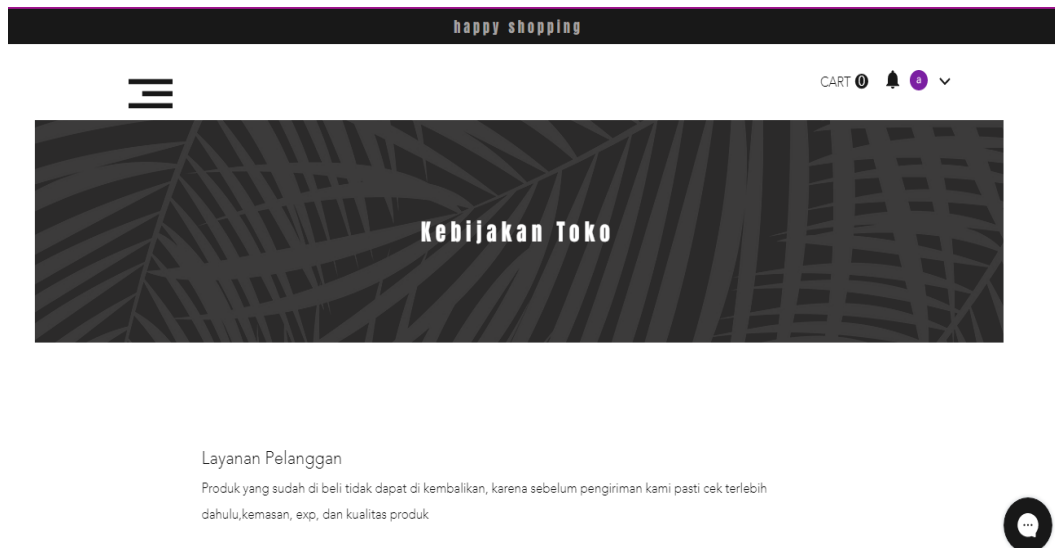 happy shopping
CART 0
a
Kebijakan Toko
Layanan Pelanggan
Produk yang sudah di beli tidak dapat di kembalikan, karena sebelum pengiriman kami pasti cek terlebih
dahulu,kemasan, exp, dan kualitas produk